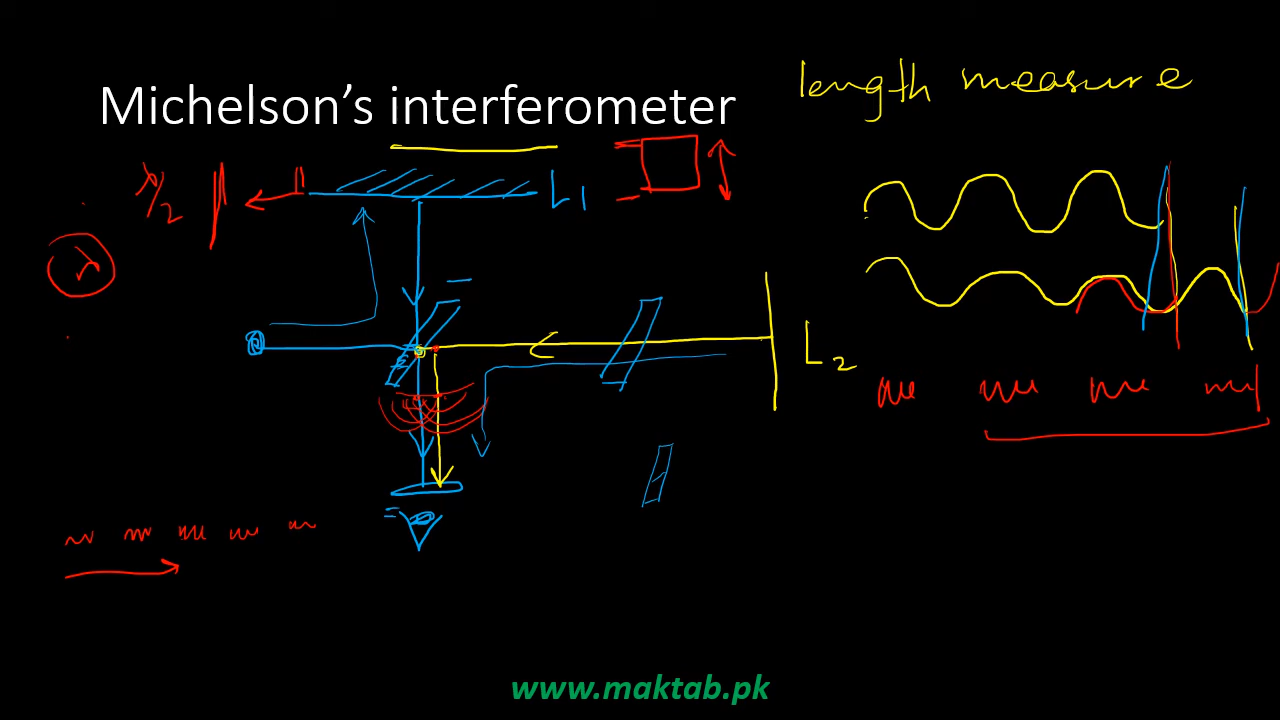 length measure
Michelson's interferometer
λ/2
L1
λ
L2
www.maktab.pk